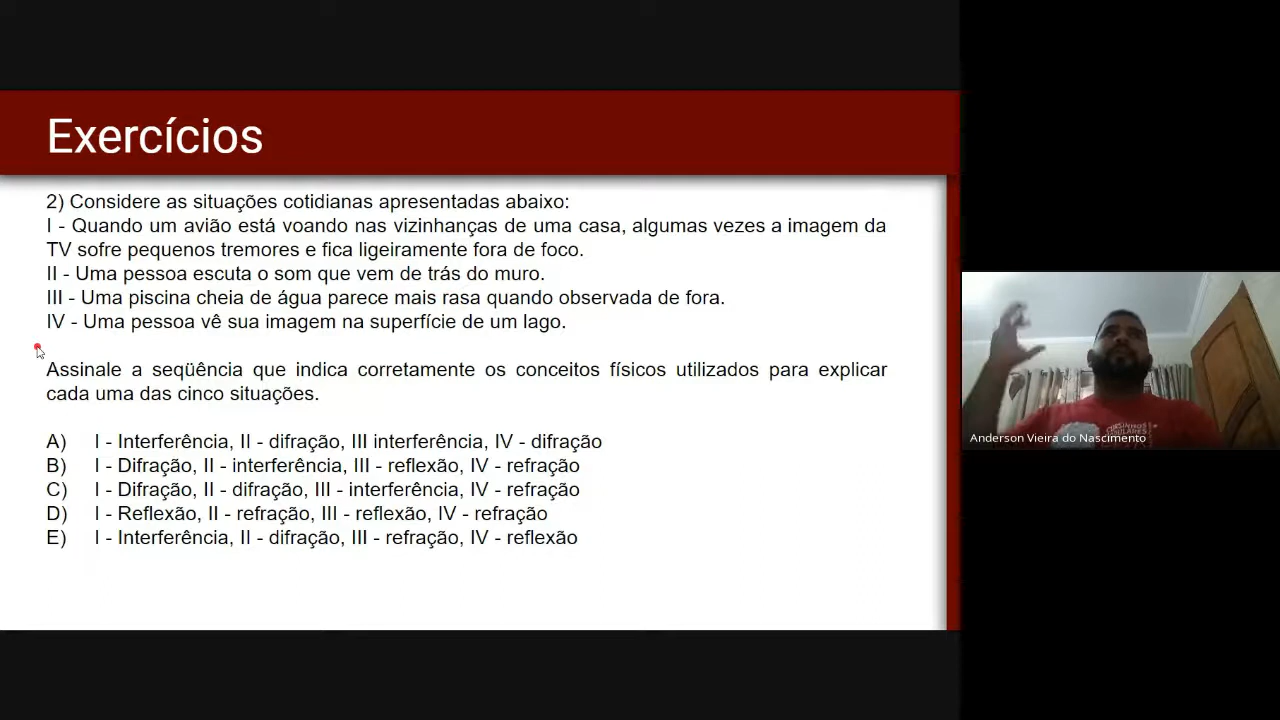 Exercícios
2) Considere as situações cotidianas apresentadas abaixo:
I - Quando um avião está voando nas vizinhanças de uma casa, algumas vezes a imagem da
TV sofre pequenos tremores e fica ligeiramente fora de foco.
II - Uma pessoa escuta o som que vem de trás do muro.
III - Uma piscina cheia de água parece mais rasa quando observada de fora.
IV - Uma pessoa vê sua imagem na superfície de um lago.
Assinale a seqüência que indica corretamente os conceitos físicos utilizados para explicar
cada uma das cinco situações.
A) I - Interferência, II - difração, III interferência, IV - difração
B) I - Difração, II - interferência, III - reflexão, IV - refração
C) I - Difração, II - difração, III - interferência, IV - refração
D) I - Reflexão, II - refração, III - reflexão, IV - refração
E) I - Interferência, II - difração, III - refração, IV - reflexão
Anderson Vieira do Nascimento